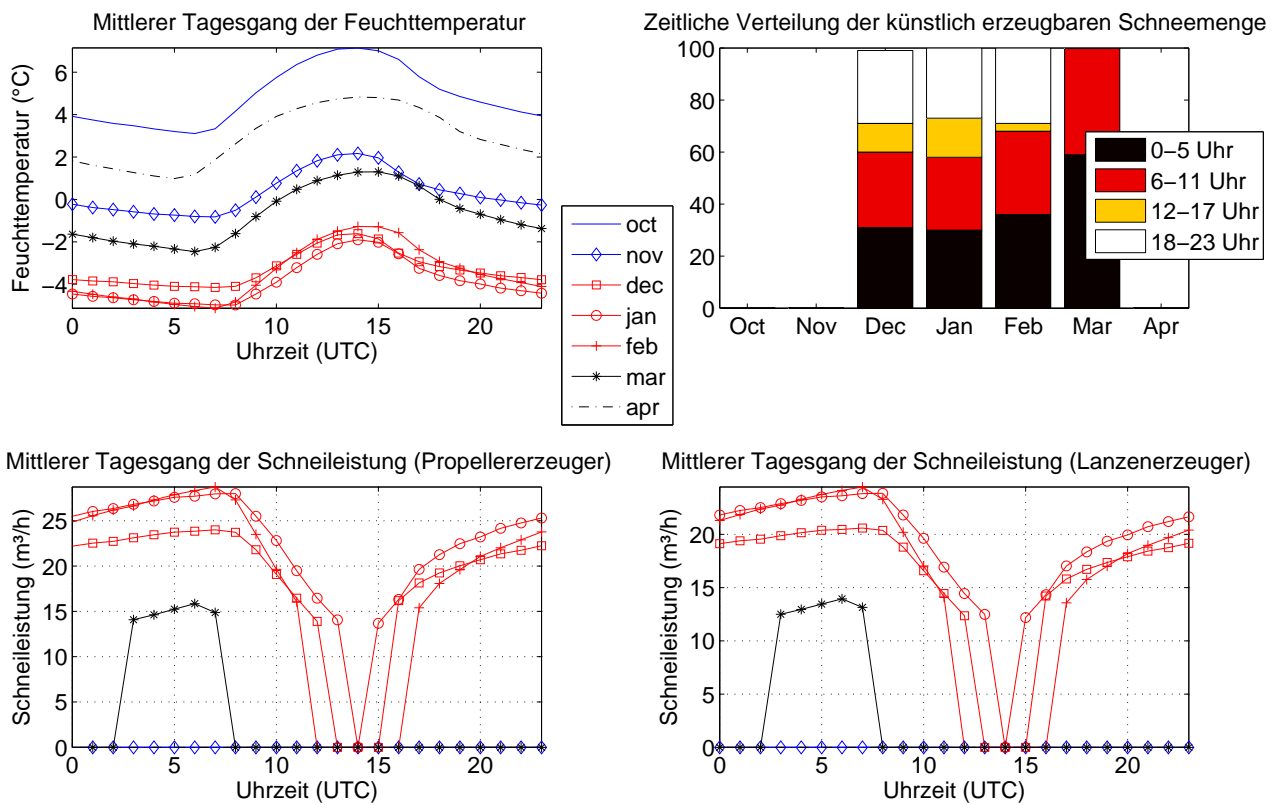 Mittlerer Tagesgang der Feuchttemperatur
Feuchttemperatur (°C)
6
4
2
0
−2
−4
0 5 10 15 20
Uhrzeit (UTC)
oct
nov
dec
jan
feb
mar
apr
Zeitliche Verteilung der künstlich erzeugbaren Schneemenge
100
80
60
40
20
0
Oct Nov Dec Jan Feb Mar Apr
0−5 Uhr
6−11 Uhr
12−17 Uhr
18−23 Uhr
Mittlerer Tagesgang der Schneileistung (Propellererzeuger)
Schneileistung (m³/h)
25
20
15
10
5
0
0 5 10 15 20
Uhrzeit (UTC)
Mittlerer Tagesgang der Schneileistung (Lanzenerzeuger)
Schneileistung (m³/h)
20
15
10
5
0
0 5 10 15 20
Uhrzeit (UTC)